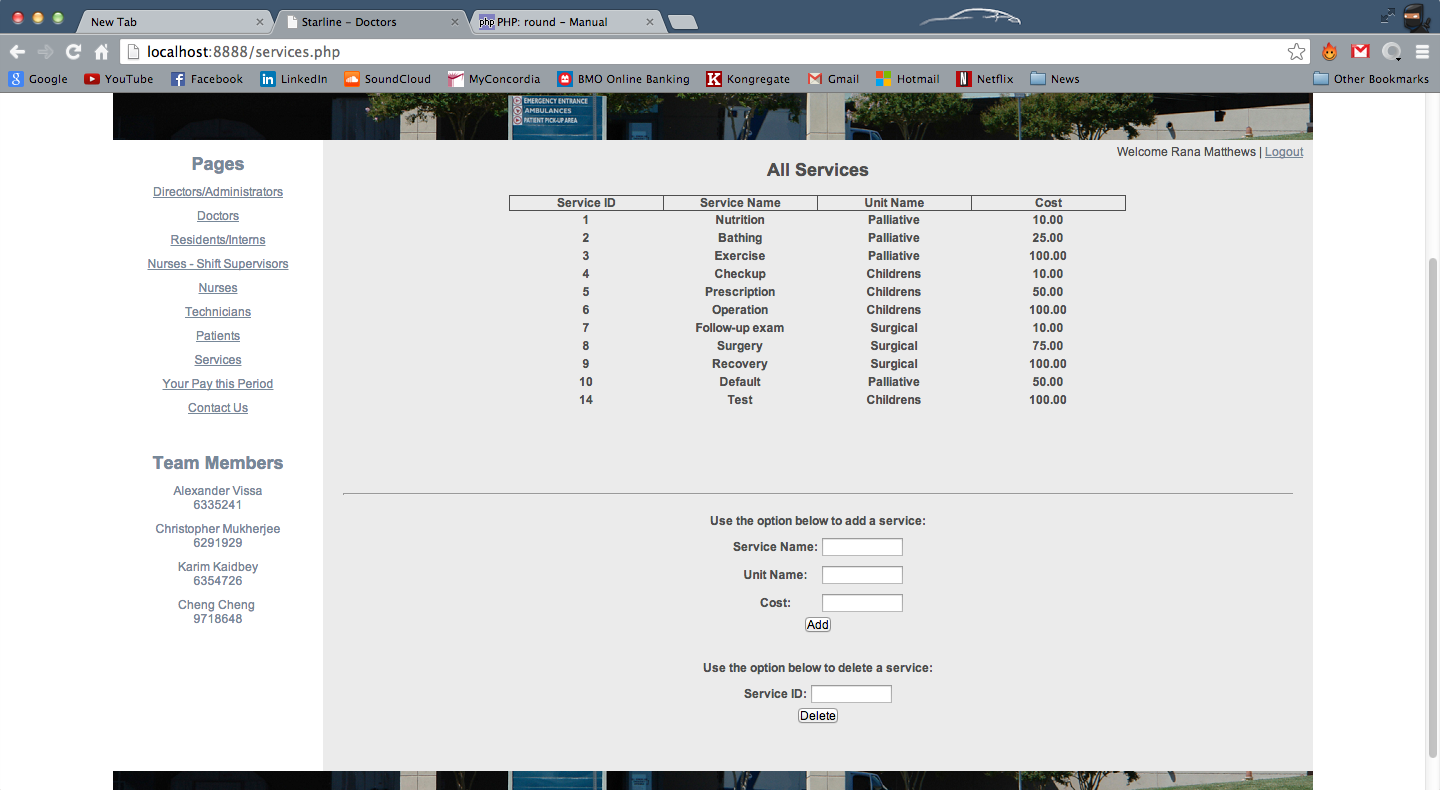 New Tab
Starline – Doctors
php PHP: round – Manual
localhost:8888/services.php
Google
YouTube
Facebook
LinkedIn
SoundCloud
MyConcordia
BMO Online Banking
Kongregate
Gmail
Hotmail
Netflix
News
Other Bookmarks
EMERGENCY ENTRANCE
AMBULANCES
PATIENT PICK-UP AREA
Welcome Rana Matthews | Logout
Pages
Directors/Administrators
Doctors
Residents/Interns
Nurses - Shift Supervisors
Nurses
Technicians
Patients
Services
Your Pay this Period
Contact Us
Team Members
Alexander Vissa
6335241
Christopher Mukherjee
6291929
Karim Kaidbey
6354726
Cheng Cheng
9718648
All Services
Service ID Service Name Unit Name Cost
1 Nutrition Palliative 10.00
2 Bathing Palliative 25.00
3 Exercise Palliative 100.00
4 Checkup Childrens 10.00
5 Prescription Childrens 50.00
6 Operation Childrens 100.00
7 Follow-up exam Surgical 10.00
8 Surgery Surgical 75.00
9 Recovery Surgical 100.00
10 Default Palliative 50.00
14 Test Childrens 100.00
Use the option below to add a service:
Service Name:
Unit Name:
Cost:
Add
Use the option below to delete a service:
Service ID:
Delete